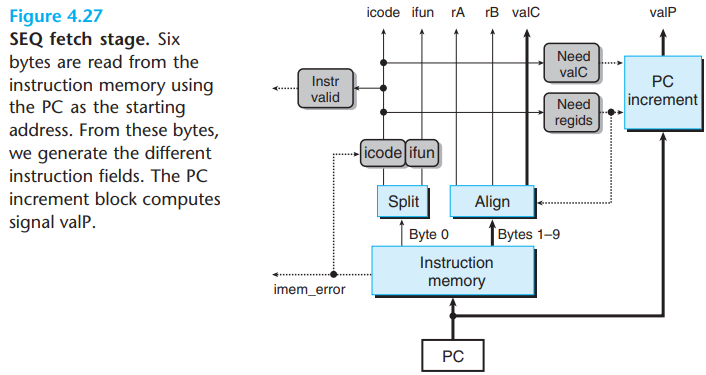 Figure 4.27
SEQ fetch stage. Six
bytes are read from the
instruction memory using
the PC as the starting
address. From these bytes,
we generate the different
instruction fields. The PC
increment block computes
signal valP.
icode ifun rA rB valC valP
Need
valC
PC
increment
Instr
valid
Need
regids
icode ifun
Split
Align
Byte 0
Bytes 1–9
Instruction
memory
imem_error
PC